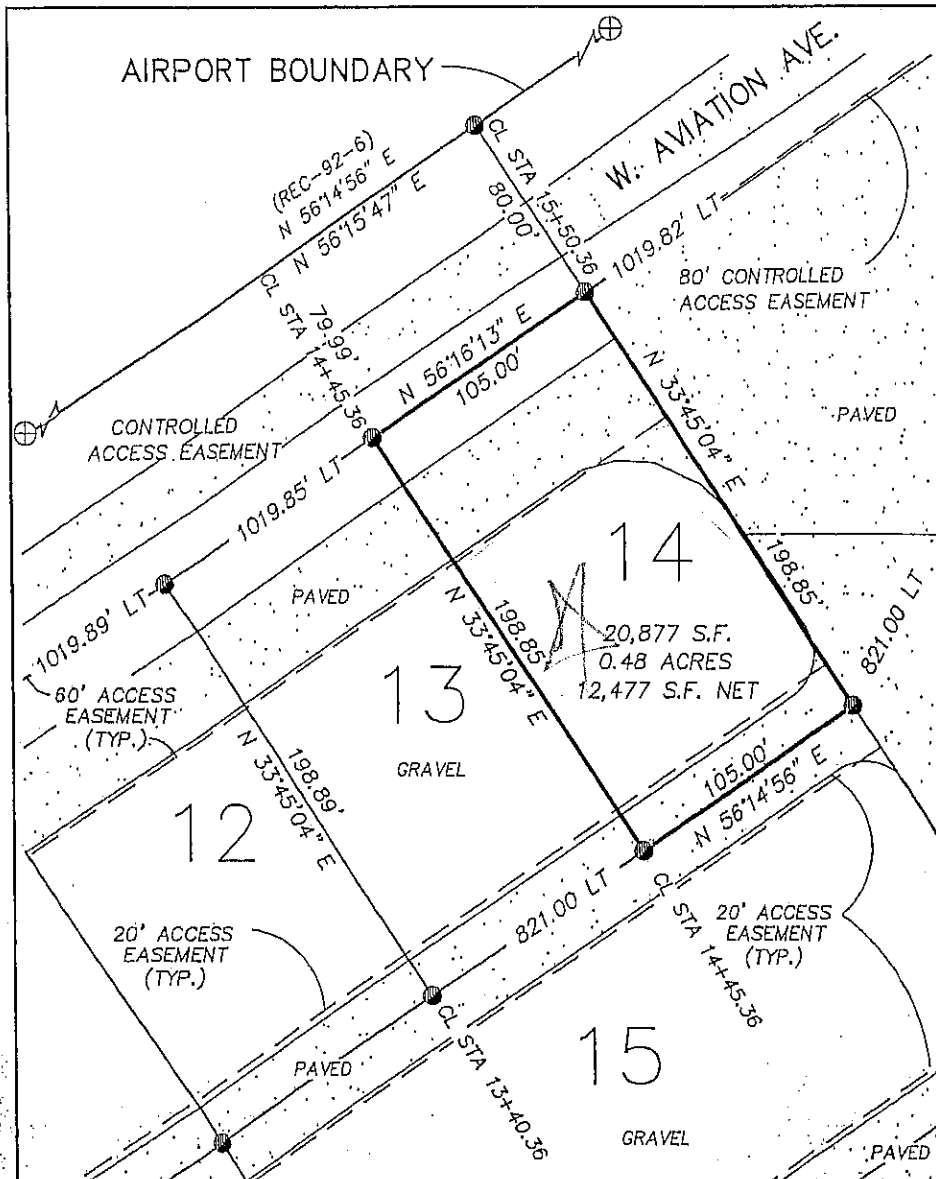 AIRPORT BOUNDARY
W. AVIATION AVE.
(REC-92-6)
N 56°14'56" E
N 56°15'47" E
CL STA 15+50.36
80.00'
1019.82' LT
80' CONTROLLED
ACCESS EASEMENT
CL STA 14+45.36
79.99'
N 56°16'13" E
105.00'
CONTROLLED
ACCESS EASEMENT
1019.85' LT
N 33°45'04" E
198.85'
PAVED
14
20,877 S.F.
0.48 ACRES
12,477 S.F. NET
1019.89' LT
PAVED
60' ACCESS
EASEMENT
(TYP.)
13
GRAVEL
198.85'
N 33°45'04" E
821.00 LT
198.89'
N 33°45'04" E
12
105.00'
N 56°14'56" E
20' ACCESS
EASEMENT
(TYP.)
821.00 LT
CL STA 14+45.36
20' ACCESS
EASEMENT
(TYP.)
PAVED
CL STA 13+40.36
15
GRAVEL
PAVED